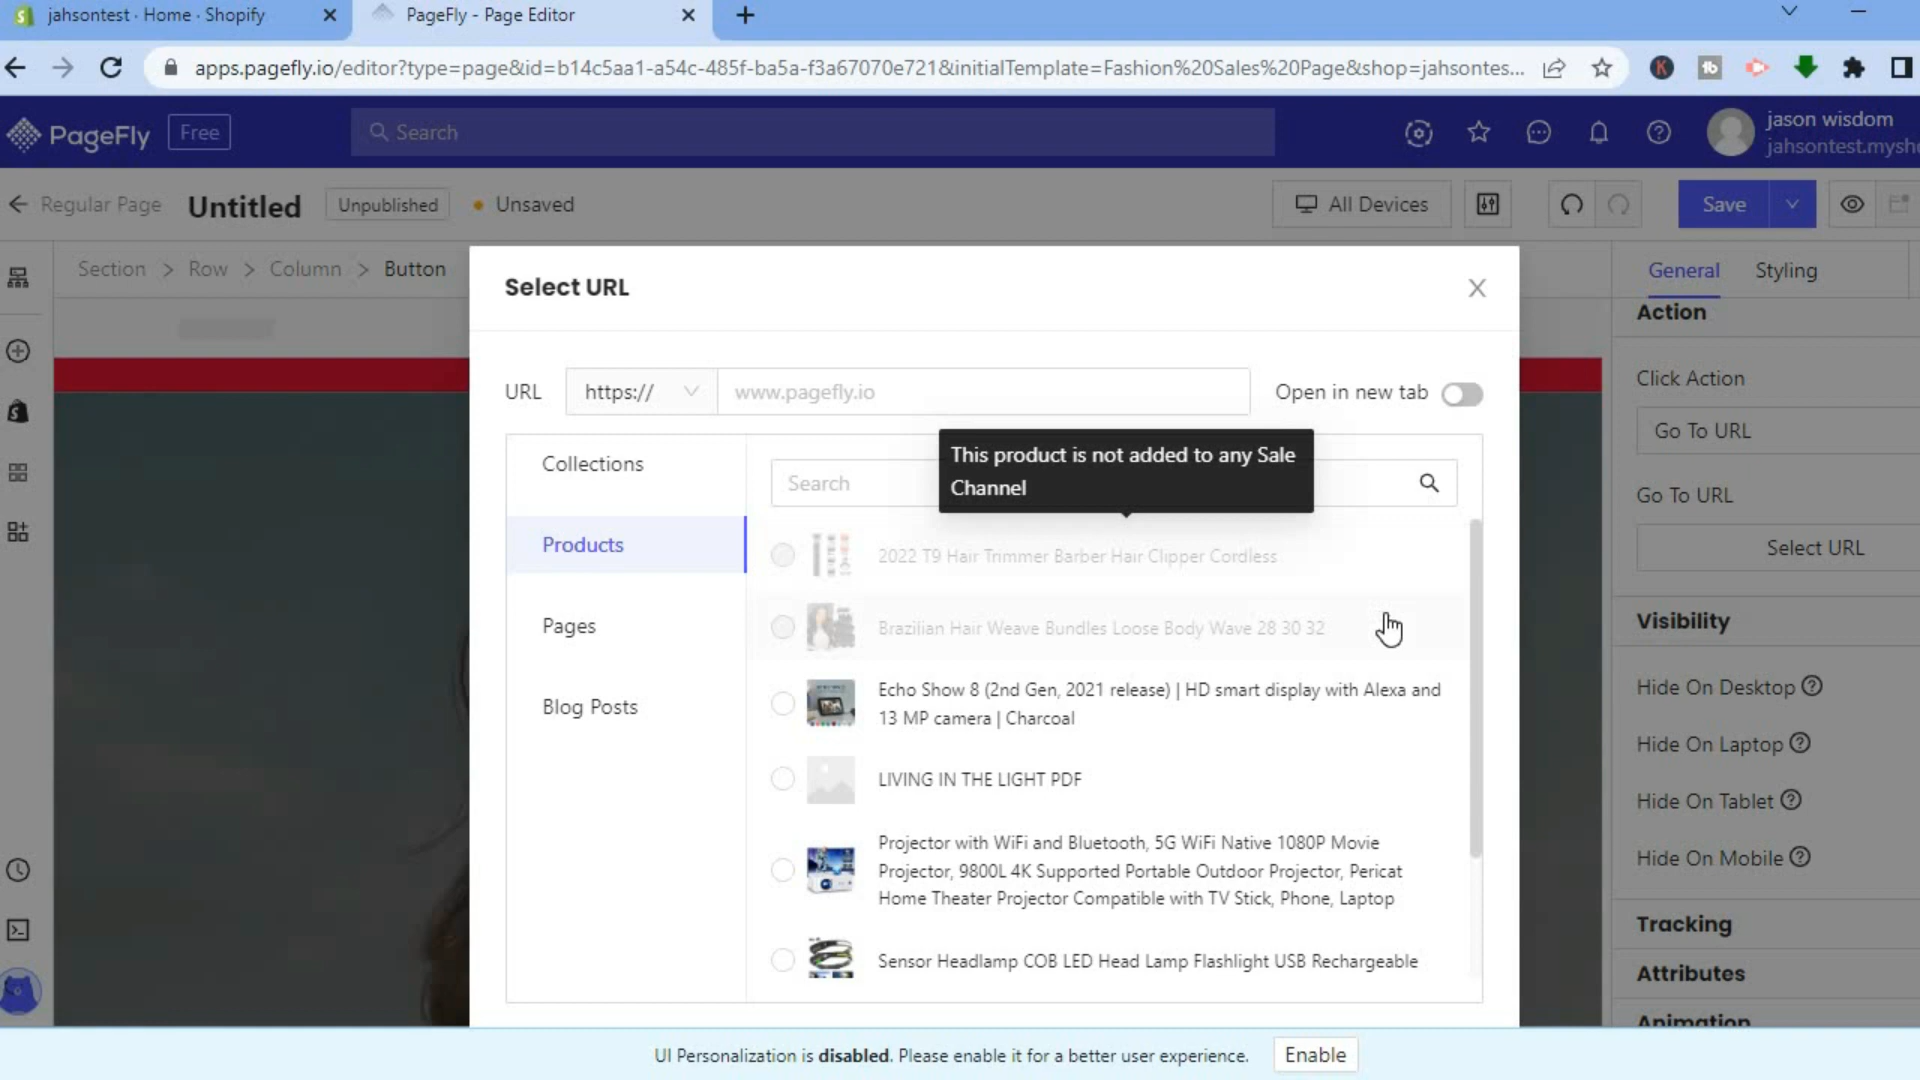 jahsontest · Home · Shopify
PageFly - Page Editor
apps.pagefly.io/editor?type=page&id=b14c5aa1-a54c-485f-ba5a-f3a67070e721&initialTemplate=Fashion%20Sales%20Page&shop=jahsontes...
PageFly
Free
Search
jason wisdom
jahsontest.mysho
Regular Page
Untitled
Unpublished
Unsaved
All Devices
Save
Section > Row > Column > Button
Select URL
General
Styling
Action
URL
https://
www.pagefly.io
Open in new tab
Click Action
Go To URL
Collections
This product is not added to any Sale
Channel
Search
Go To URL
Select URL
Products
2022 T9 Hair Trimmer Barber Hair Clipper Cordless
Pages
Brazilian Hair Weave Bundles Loose Body Wave 28 30 32
Visibility
Blog Posts
Echo Show 8 (2nd Gen, 2021 release) | HD smart display with Alexa and
13 MP camera | Charcoal
Hide On Desktop
Hide On Laptop
LIVING IN THE LIGHT PDF
Hide On Tablet
Projector with WiFi and Bluetooth, 5G WiFi Native 1080P Movie
Projector, 9800L 4K Supported Portable Outdoor Projector, Pericat
Home Theater Projector Compatible with TV Stick, Phone, Laptop
Hide On Mobile
Tracking
Sensor Headlamp COB LED Head Lamp Flashlight USB Rechargeable
Attributes
Animation
UI Personalization is disabled. Please enable it for a better user experience.
Enable